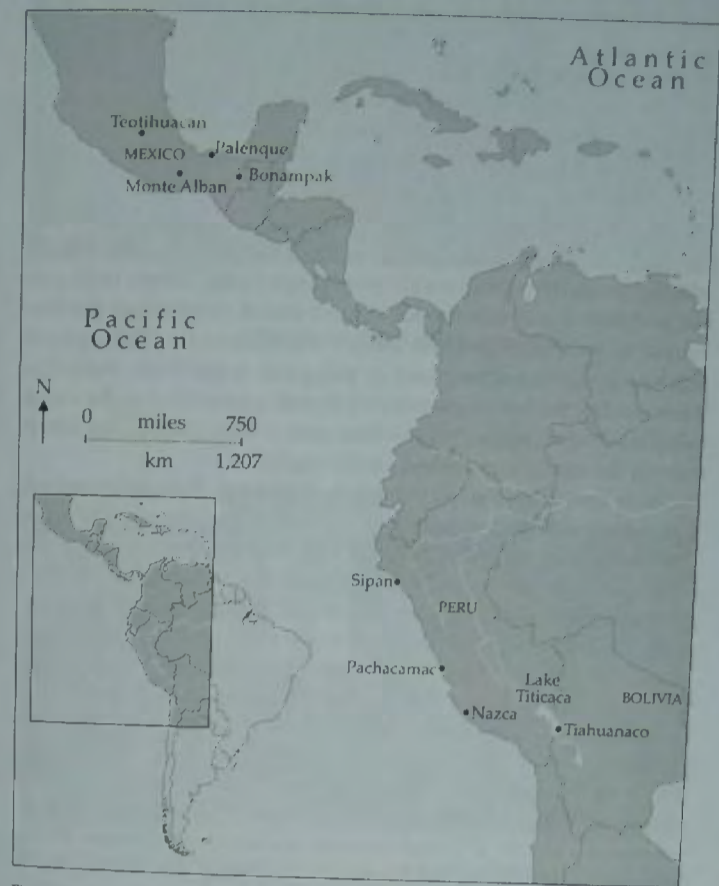 Atlantic
Ocean
Teotihuacan
MEXICO
Palenque
Monte Alban
Bonampak
Pacific
Ocean
N
0 miles 750
km 1,207
Sipan
PERU
Pachacamac
Lake
Titicaca
BOLIVIA
Nazca
Tiahuanaco